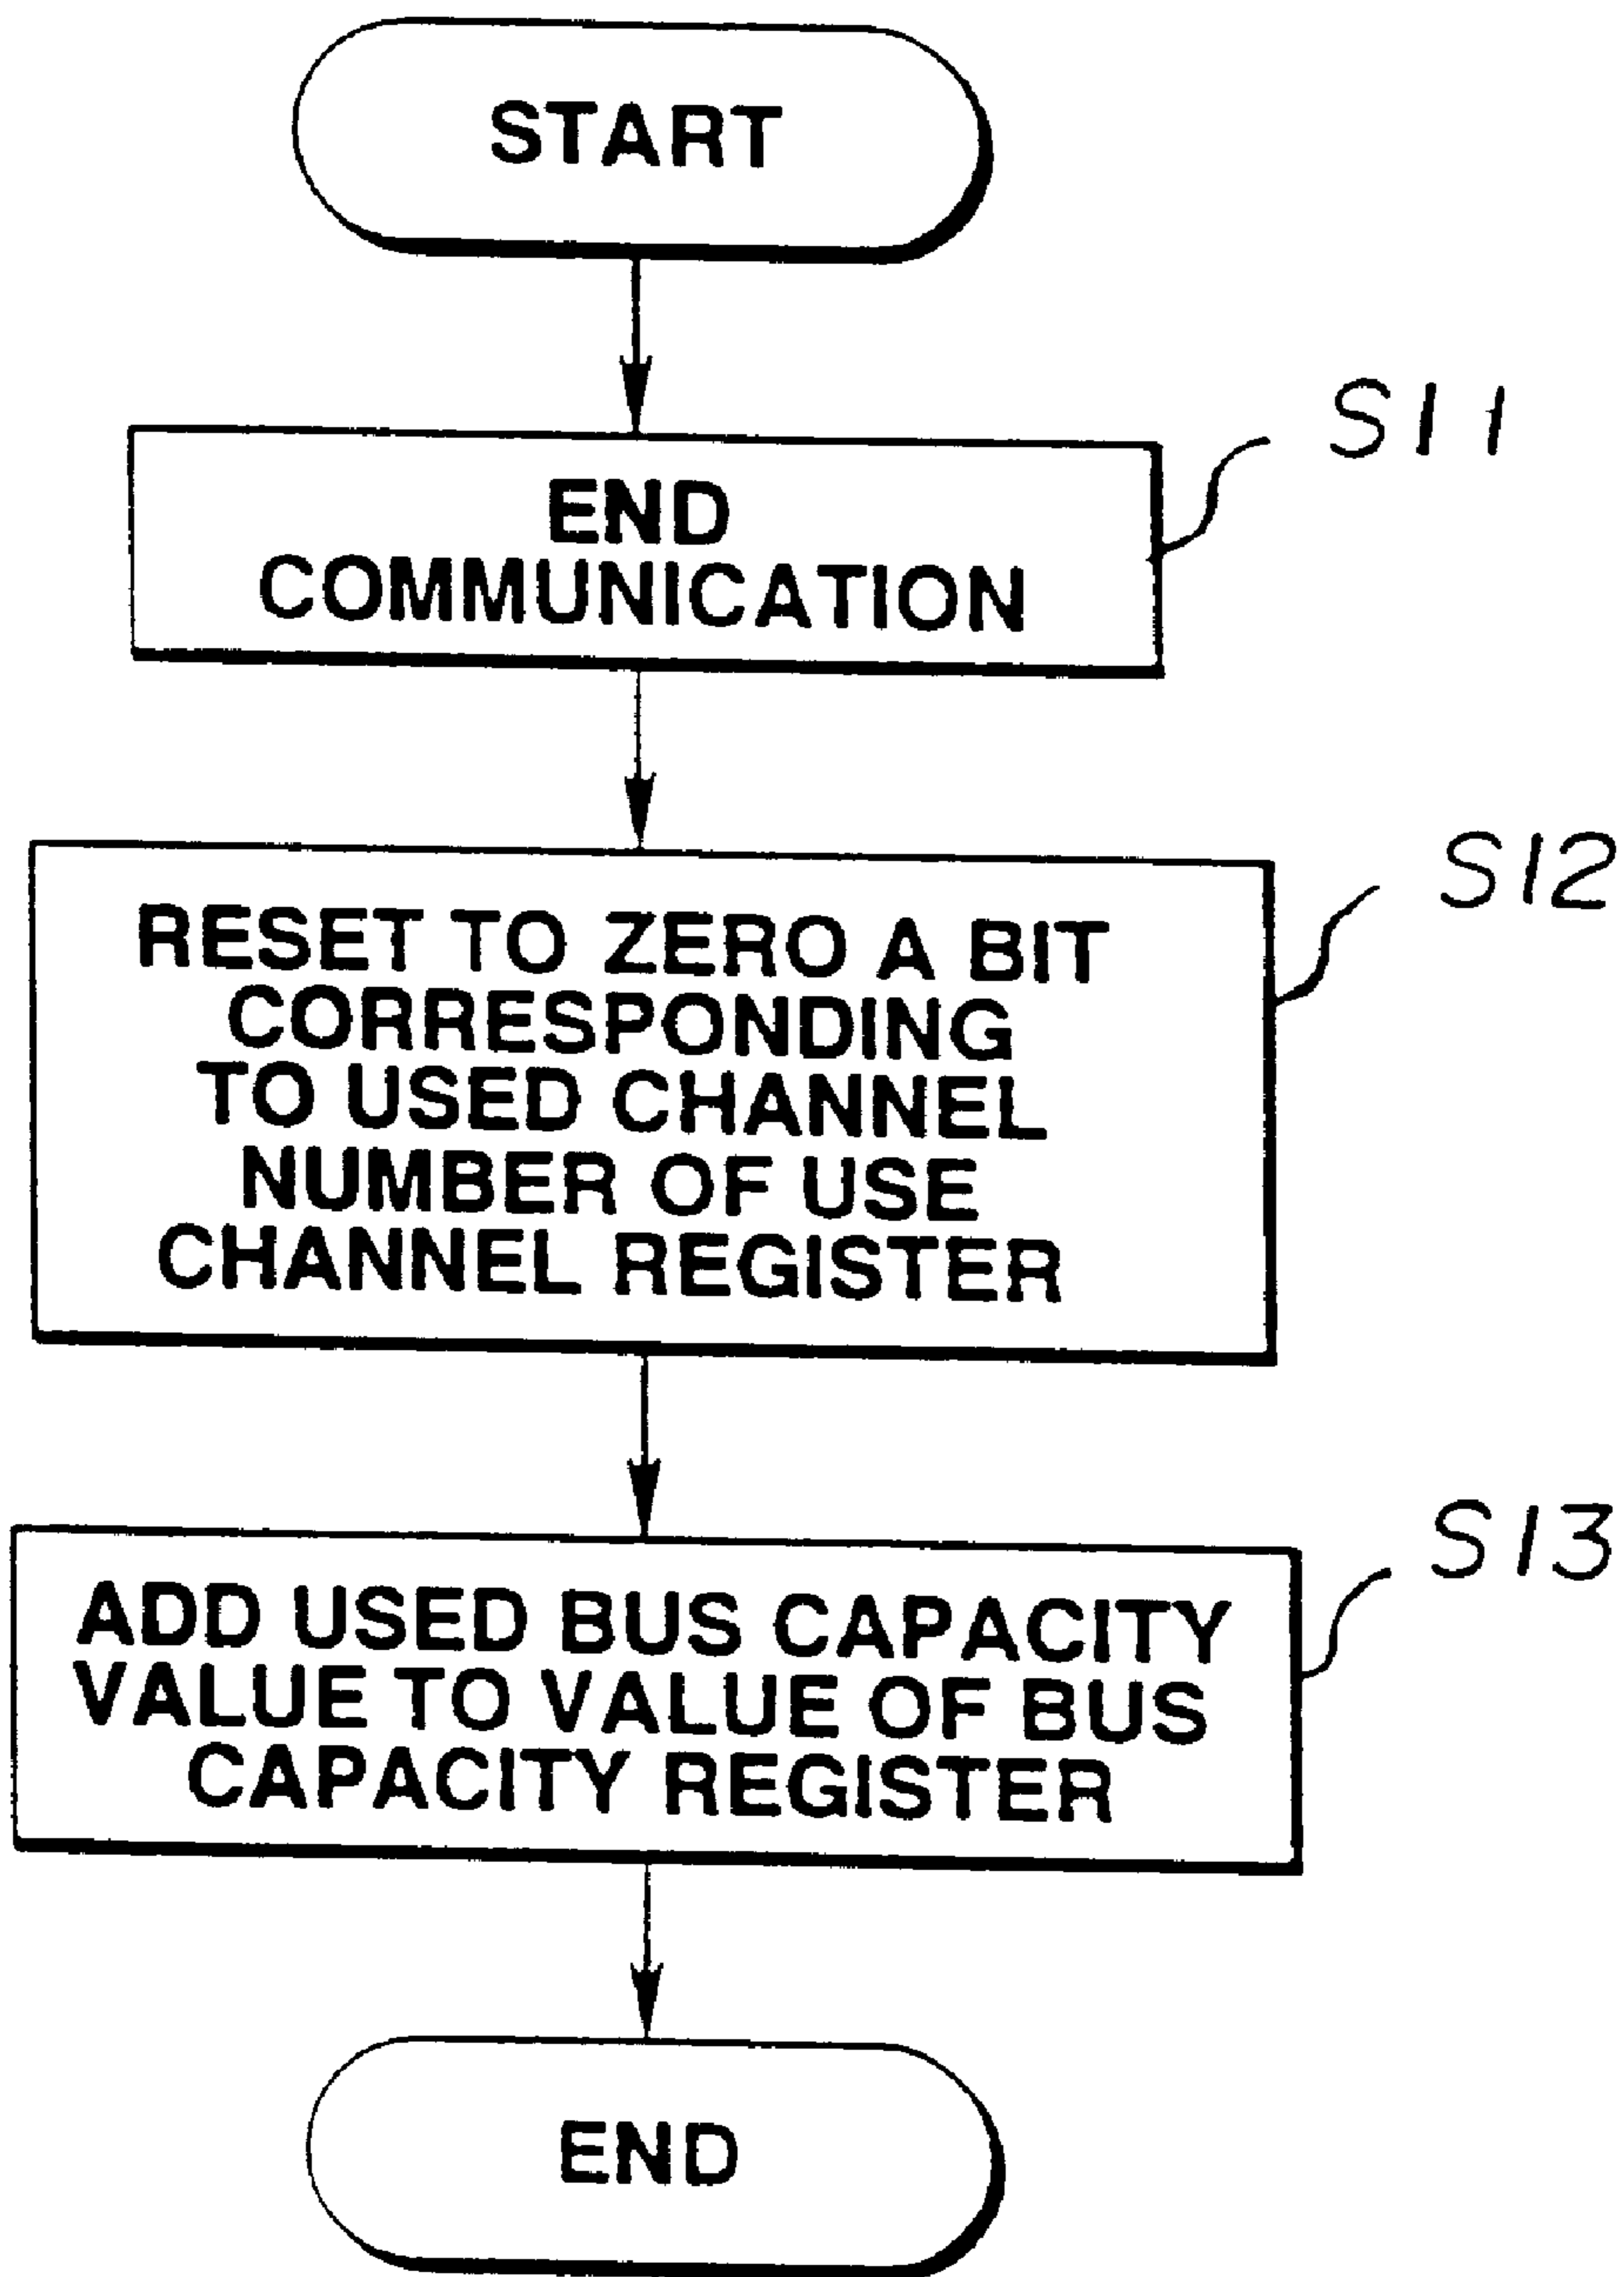 START
S11
END
COMMUNICATION
S12
RESET TO ZERO A BIT
CORRESPONDING
TO USED CHANNEL
NUMBER OF USE
CHANNEL REGISTER
S13
ADD USED BUS CAPACITY
VALUE TO VALUE OF BUS
CAPACITY REGISTER
END